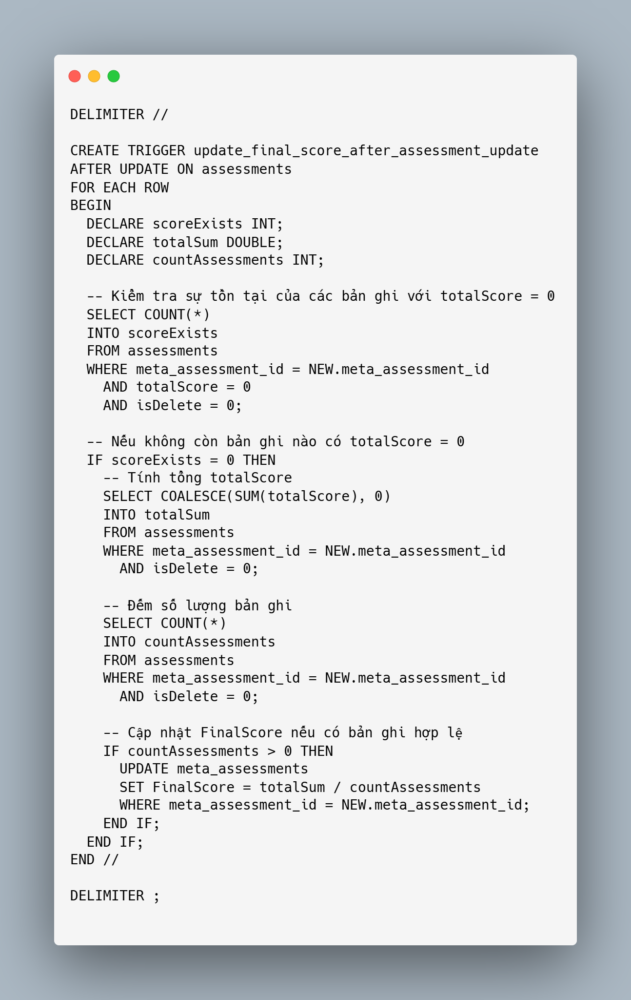 DELIMITER //

CREATE TRIGGER update_final_score_after_assessment_update
AFTER UPDATE ON assessments
FOR EACH ROW
BEGIN
  DECLARE scoreExists INT;
  DECLARE totalSum DOUBLE;
  DECLARE countAssessments INT;

  -- Kiểm tra sự tồn tại của các bản ghi với totalScore = 0
  SELECT COUNT(*)
  INTO scoreExists
  FROM assessments
  WHERE meta_assessment_id = NEW.meta_assessment_id
    AND totalScore = 0
    AND isDelete = 0;

  -- Nếu không còn bản ghi nào có totalScore = 0
  IF scoreExists = 0 THEN
    -- Tính tổng totalScore
    SELECT COALESCE(SUM(totalScore), 0)
    INTO totalSum
    FROM assessments
    WHERE meta_assessment_id = NEW.meta_assessment_id
      AND isDelete = 0;

    -- Đếm số lượng bản ghi
    SELECT COUNT(*)
    INTO countAssessments
    FROM assessments
    WHERE meta_assessment_id = NEW.meta_assessment_id
      AND isDelete = 0;

    -- Cập nhật FinalScore nếu có bản ghi hợp lệ
    IF countAssessments > 0 THEN
      UPDATE meta_assessments
      SET FinalScore = totalSum / countAssessments
      WHERE meta_assessment_id = NEW.meta_assessment_id;
    END IF;
  END IF;
END //

DELIMITER ;